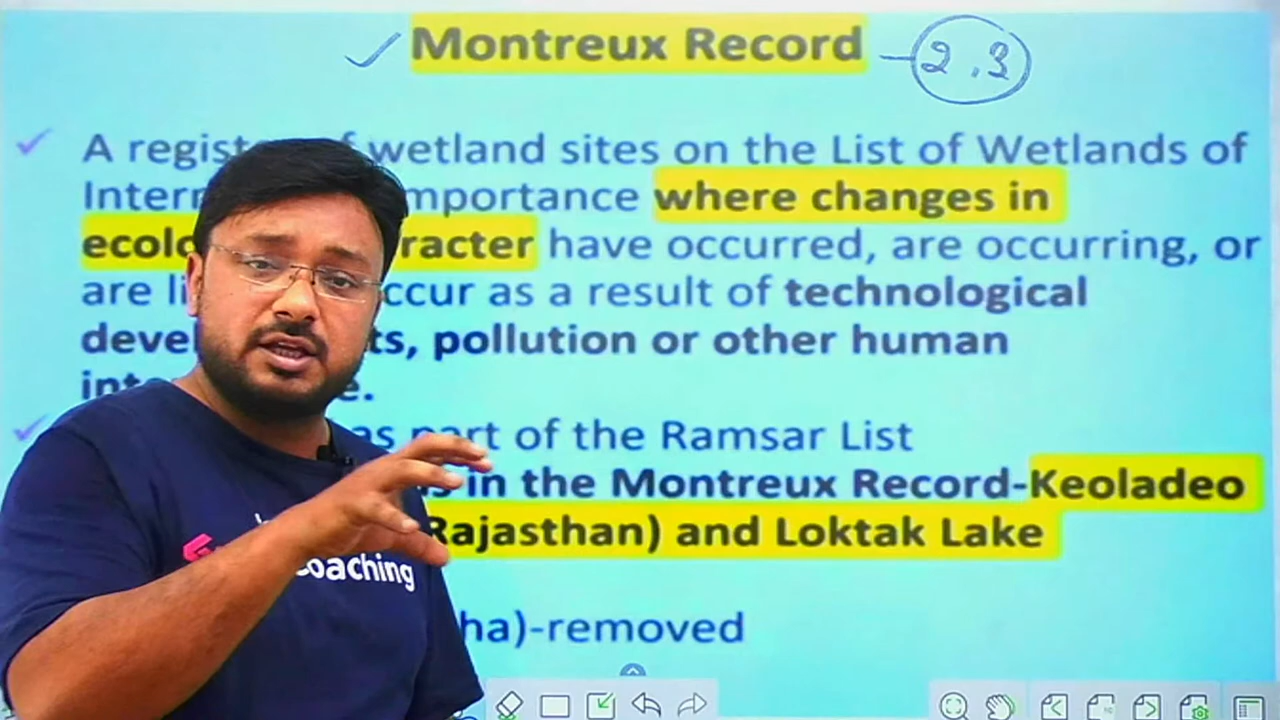 Montreux Record
2,3
A regist wetland sites on the List of Wetlands of
Inter mportance where changes in
ecolo racter have occurred, are occurring, or
are li ccur as a result of technological
deve ts, pollution or other human
int e.
as part of the Ramsar List
s in the Montreux Record-Keoladeo
Rajasthan) and Loktak Lake
coaching
ha)-removed